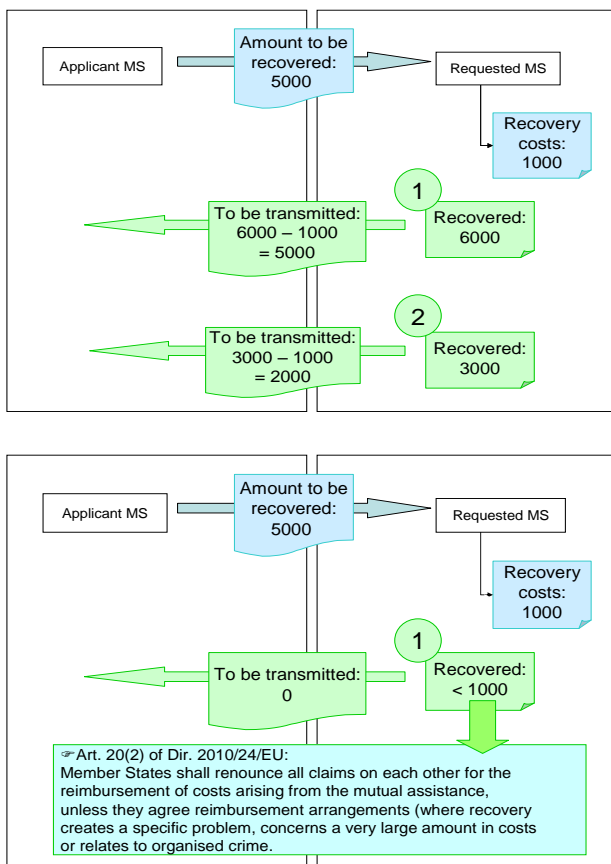 Applicant MS
Amount to be
recovered:
5000
Requested MS
Recovery
costs:
1000
To be transmitted:
6000 – 1000
= 5000
1
Recovered:
6000
To be transmitted:
3000 – 1000
= 2000
2
Recovered:
3000
Applicant MS
Amount to be
recovered:
5000
Requested MS
Recovery
costs:
1000
To be transmitted:
0
1
Recovered:
< 1000
☞Art. 20(2) of Dir. 2010/24/EU:
Member States shall renounce all claims on each other for the
reimbursement of costs arising from the mutual assistance,
unless they agree reimbursement arrangements (where recovery
creates a specific problem, concerns a very large amount in costs
or relates to organised crime.